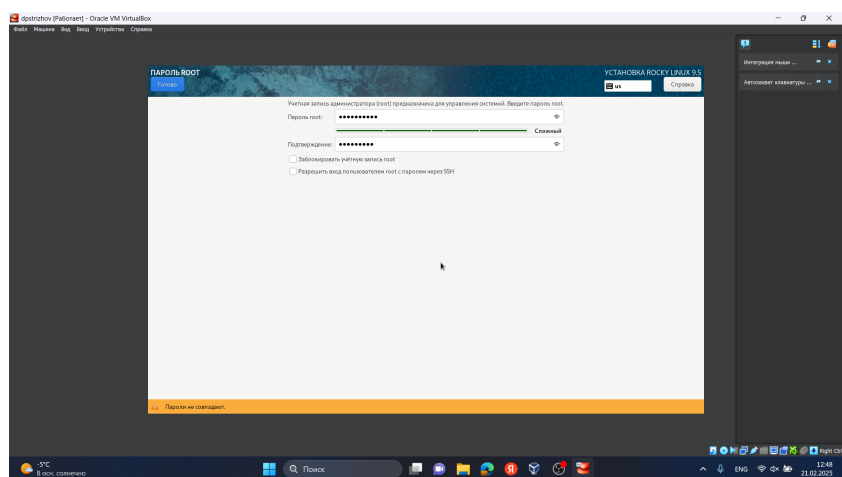 dpstrizhov [Работает] - Oracle VM VirtualBox
Файл Машина Вид Ввод Устройства Справка
Интеграция мыши ...
Автозахват клавиатуры ...
ПАРОЛЬ ROOT
УСТАНОВКА ROCKY LINUX 9.5
Готово
us
Справка
Учетная запись администратора (root) предназначена для управления системой. Введите пароль root.
Пароль root:
Сложный
Подтверждение:
Заблокировать учётную запись root
Разрешить вход пользователем root с паролем через SSH
Пароли не совпадают.
Right Ctrl
-5°C
В осн. солнечно
Поиск
ENG
12:48
21.02.2025